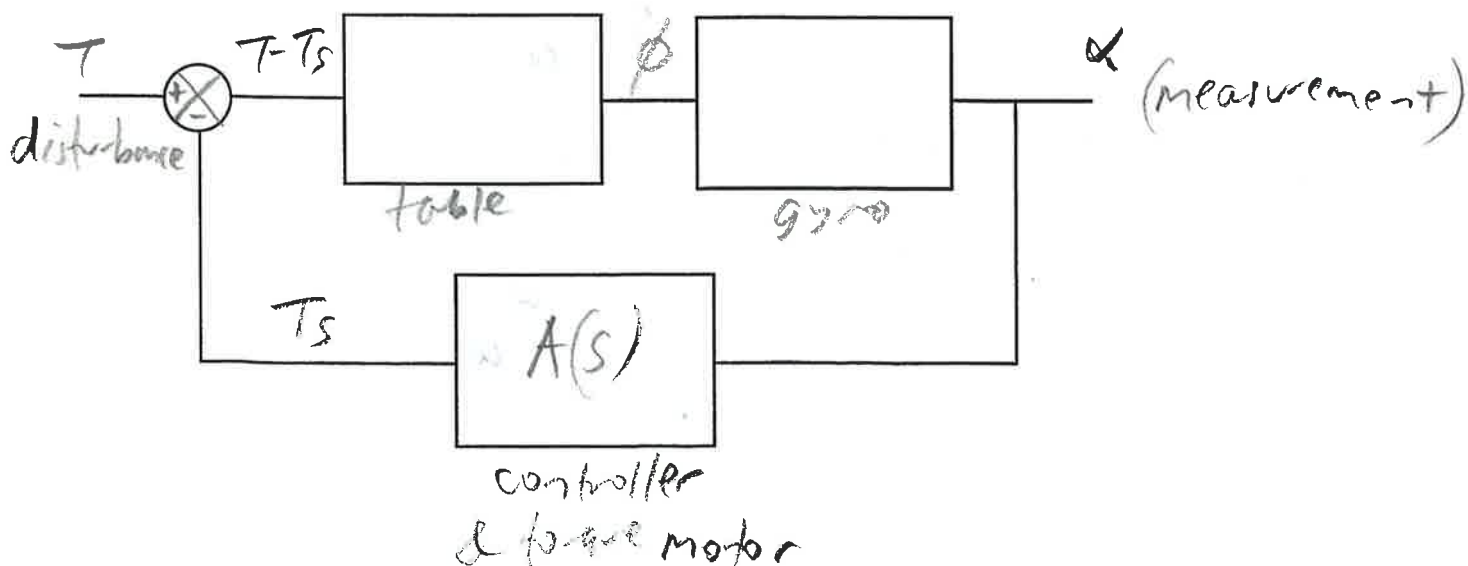 T
T-Ts
ϕ
α
(measurement)
+
-
disturbance
table
gyro
Ts
A(s)
controller
& torque motor